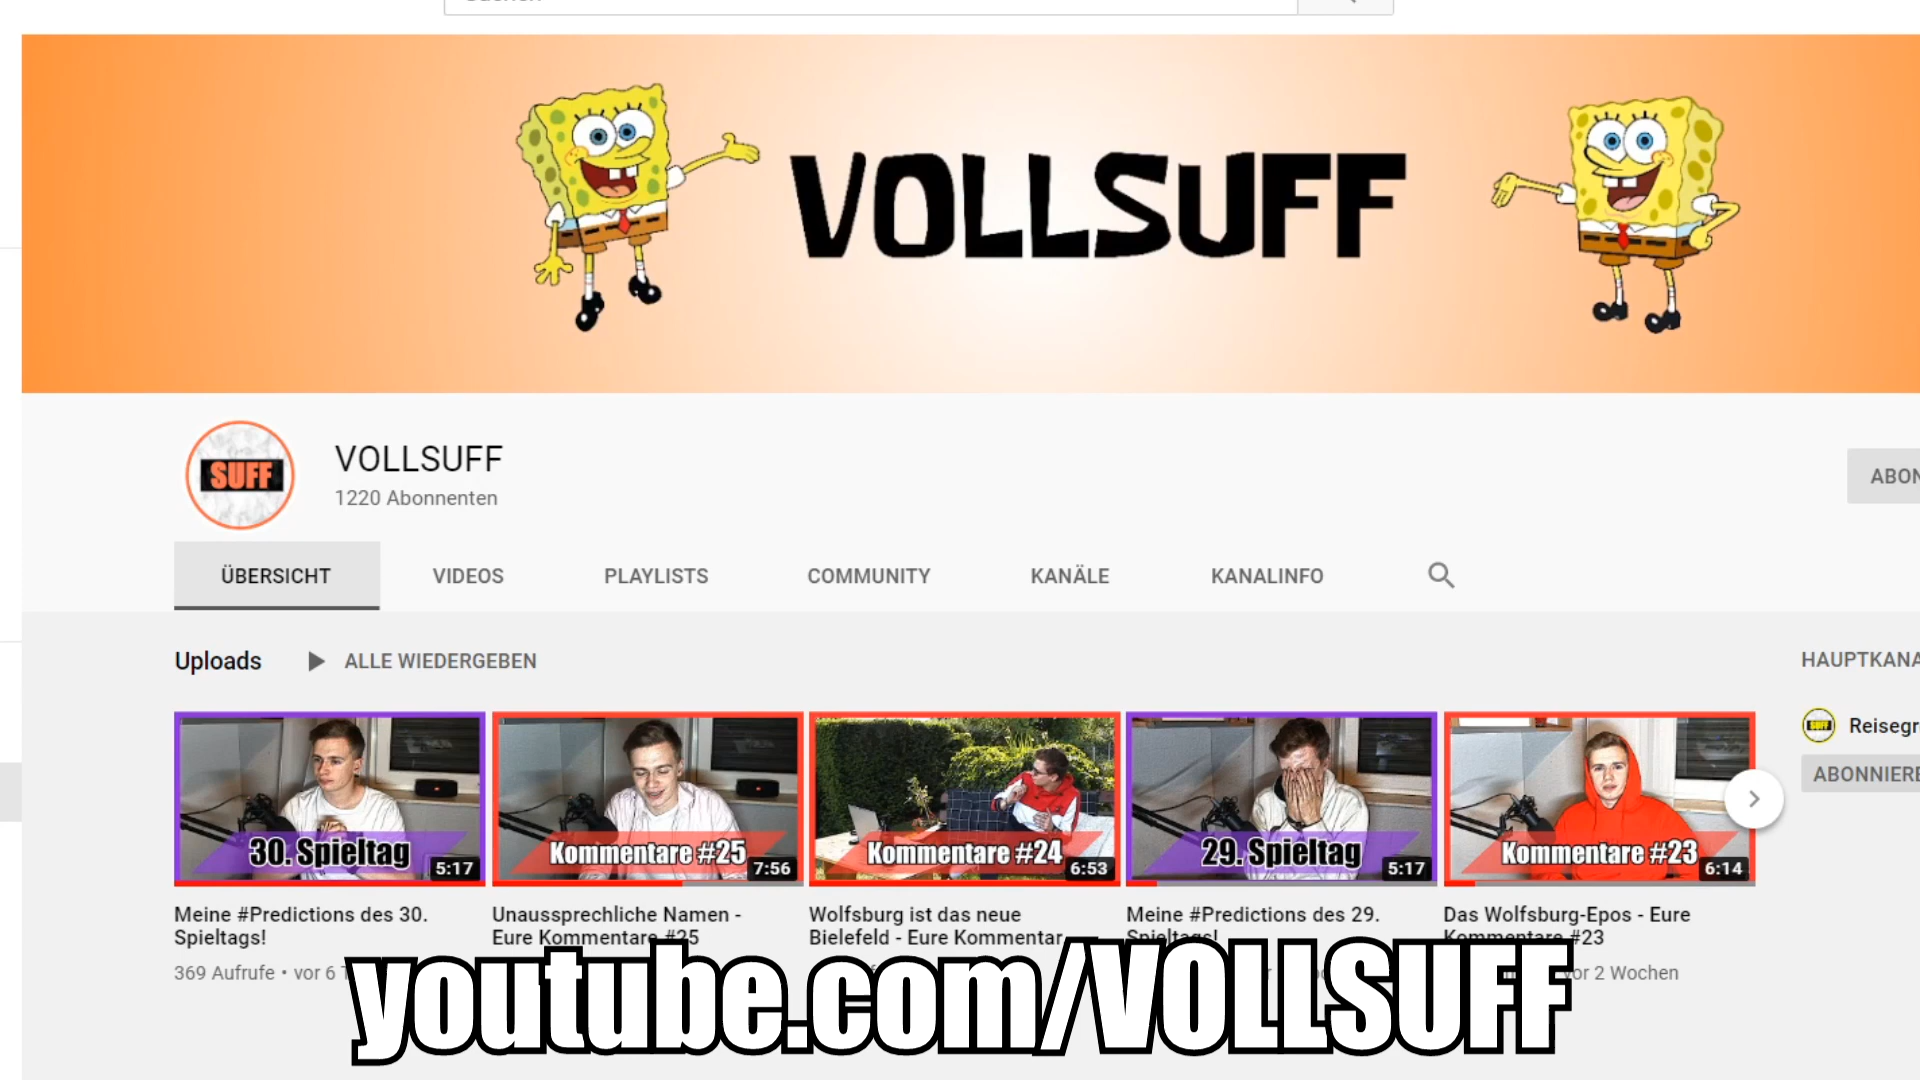 VOLLSUFF
SUFF
VOLLSUFF
1220 Abonnenten
ÜBERSICHT
VIDEOS
PLAYLISTS
COMMUNITY
KANÄLE
KANALINFO
Uploads
ALLE WIEDERGEBEN
30. Spieltag
5:17
Kommentare #25
7:56
Kommentare #24
6:53
29. Spieltag
5:17
Kommentare #23
6:14
Meine #Predictions des 30.
Spieltags!
369 Aufrufe • vor 6
Unaussprechliche Namen -
Eure Kommentare #25
Wolfsburg ist das neue
Bielefeld - Eure Kommentar
Meine #Predictions des 29.
Spieltags!
Das Wolfsburg-Epos - Eure
Kommentare #23
vor 2 Wochen
HAUPTKANA
SUFF
Reisegr
ABONNIERE
ABON
youtube.com/VOLLSUFF